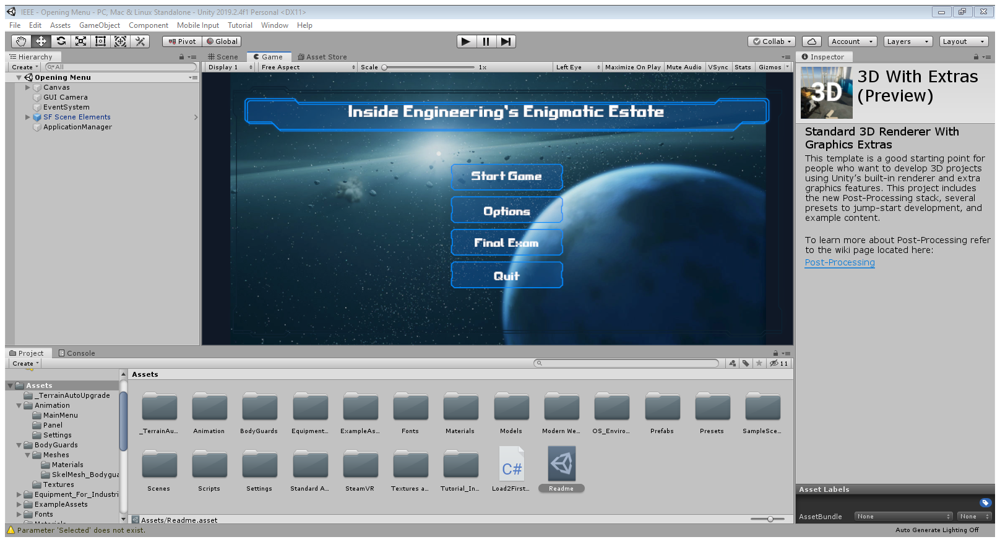 IEEE - Opening Menu - PC, Mac & Linux Standalone - Unity 2019.2.4f1 Personal <DX11>
File Edit Assets GameObject Component Mobile Input Tutorial Window Help
Pivot Global Collab Account Layers Layout
Hierarchy Scene Game Asset Store Inspector
Create All Display 1 Free Aspect Scale 1x Left Eye Maximize On Play Mute Audio VSync Stats Gizmos
Opening Menu
Canvas
GUI Camera
EventSystem
SF Scene Elements
ApplicationManager
Inside Engineering's Enigmatic Estate
Start Game
Options
Final Exam
Quit
3D
3D With Extras
(Preview)
Standard 3D Renderer With
Graphics Extras
This template is a good starting point for
people who want to develop 3D projects
using Unity's built-in renderer and extra
graphics features. This project includes
the new Post-Processing stack, several
presets to jump-start development, and
example content.
To learn more about Post-Processing refer
to the wiki page located here:
Post-Processing
Project Console
Create 11
Assets
_TerrainAutoUpgrade
Animation
MainMenu
Panel
Settings
BodyGuards
Meshes
Materials
SkelMesh_Bodygua
Textures
Equipment_For_Industri
ExampleAssets
Fonts
Materials
Assets
_TerrainAu... Animation BodyGuards Equipment... ExampleAs... Fonts Materials Models Modern We... OS_Enviro... Prefabs Presets SampleSce...
C#
Scenes Scripts Settings Standard A... SteamVR Textures a... Tutorial_In... Load2First... Readme
Assets/Readme.asset
Asset Labels
AssetBundle None None
Parameter 'Selected' does not exist.
Auto Generate Lighting Off